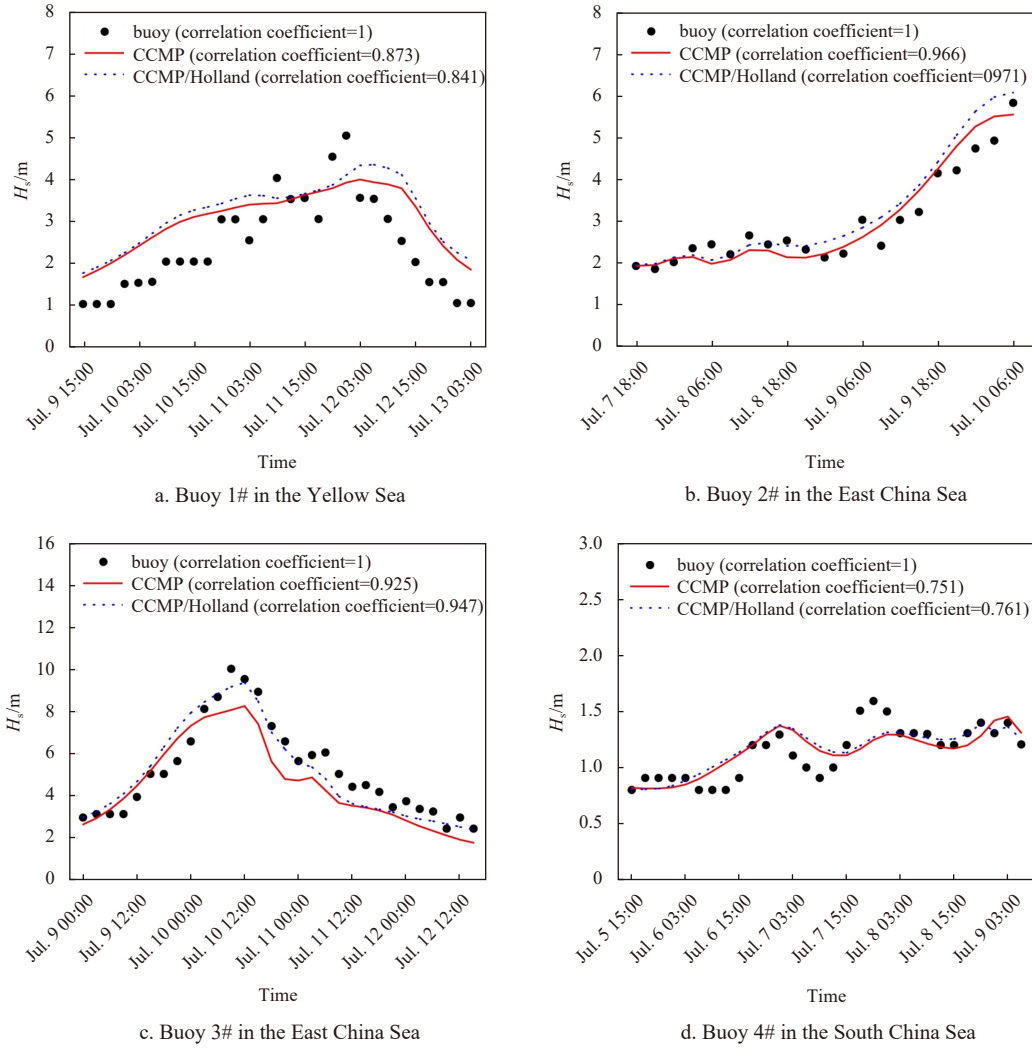 8
7
6
5
4
3
2
1
0
Hs/m
buoy (correlation coefficient=1)
CCMP (correlation coefficient=0.873)
CCMP/Holland (correlation coefficient=0.841)
Jul. 9 15:00
Jul. 10 03:00
Jul. 10 15:00
Jul. 11 03:00
Jul. 11 15:00
Jul. 12 03:00
Jul. 12 15:00
Jul. 13 03:00
Time
a. Buoy 1# in the Yellow Sea
8
7
6
5
4
3
2
1
0
Hs/m
buoy (correlation coefficient=1)
CCMP (correlation coefficient=0.966)
CCMP/Holland (correlation coefficient=0971)
Jul. 7 18:00
Jul. 8 06:00
Jul. 8 18:00
Jul. 9 06:00
Jul. 9 18:00
Jul. 10 06:00
Time
b. Buoy 2# in the East China Sea
16
14
12
10
8
6
4
2
0
Hs/m
buoy (correlation coefficient=1)
CCMP (correlation coefficient=0.925)
CCMP/Holland (correlation coefficient=0.947)
Jul. 9 00:00
Jul. 9 12:00
Jul. 10 00:00
Jul. 10 12:00
Jul. 11 00:00
Jul. 11 12:00
Jul. 12 00:00
Jul. 12 12:00
Time
c. Buoy 3# in the East China Sea
3.0
2.5
2.0
1.5
1.0
0.5
0
Hs/m
buoy (correlation coefficient=1)
CCMP (correlation coefficient=0.751)
CCMP/Holland (correlation coefficient=0.761)
Jul. 5 15:00
Jul. 6 03:00
Jul. 6 15:00
Jul. 7 03:00
Jul. 7 15:00
Jul. 8 03:00
Jul. 8 15:00
Jul. 9 03:00
Time
d. Buoy 4# in the South China Sea